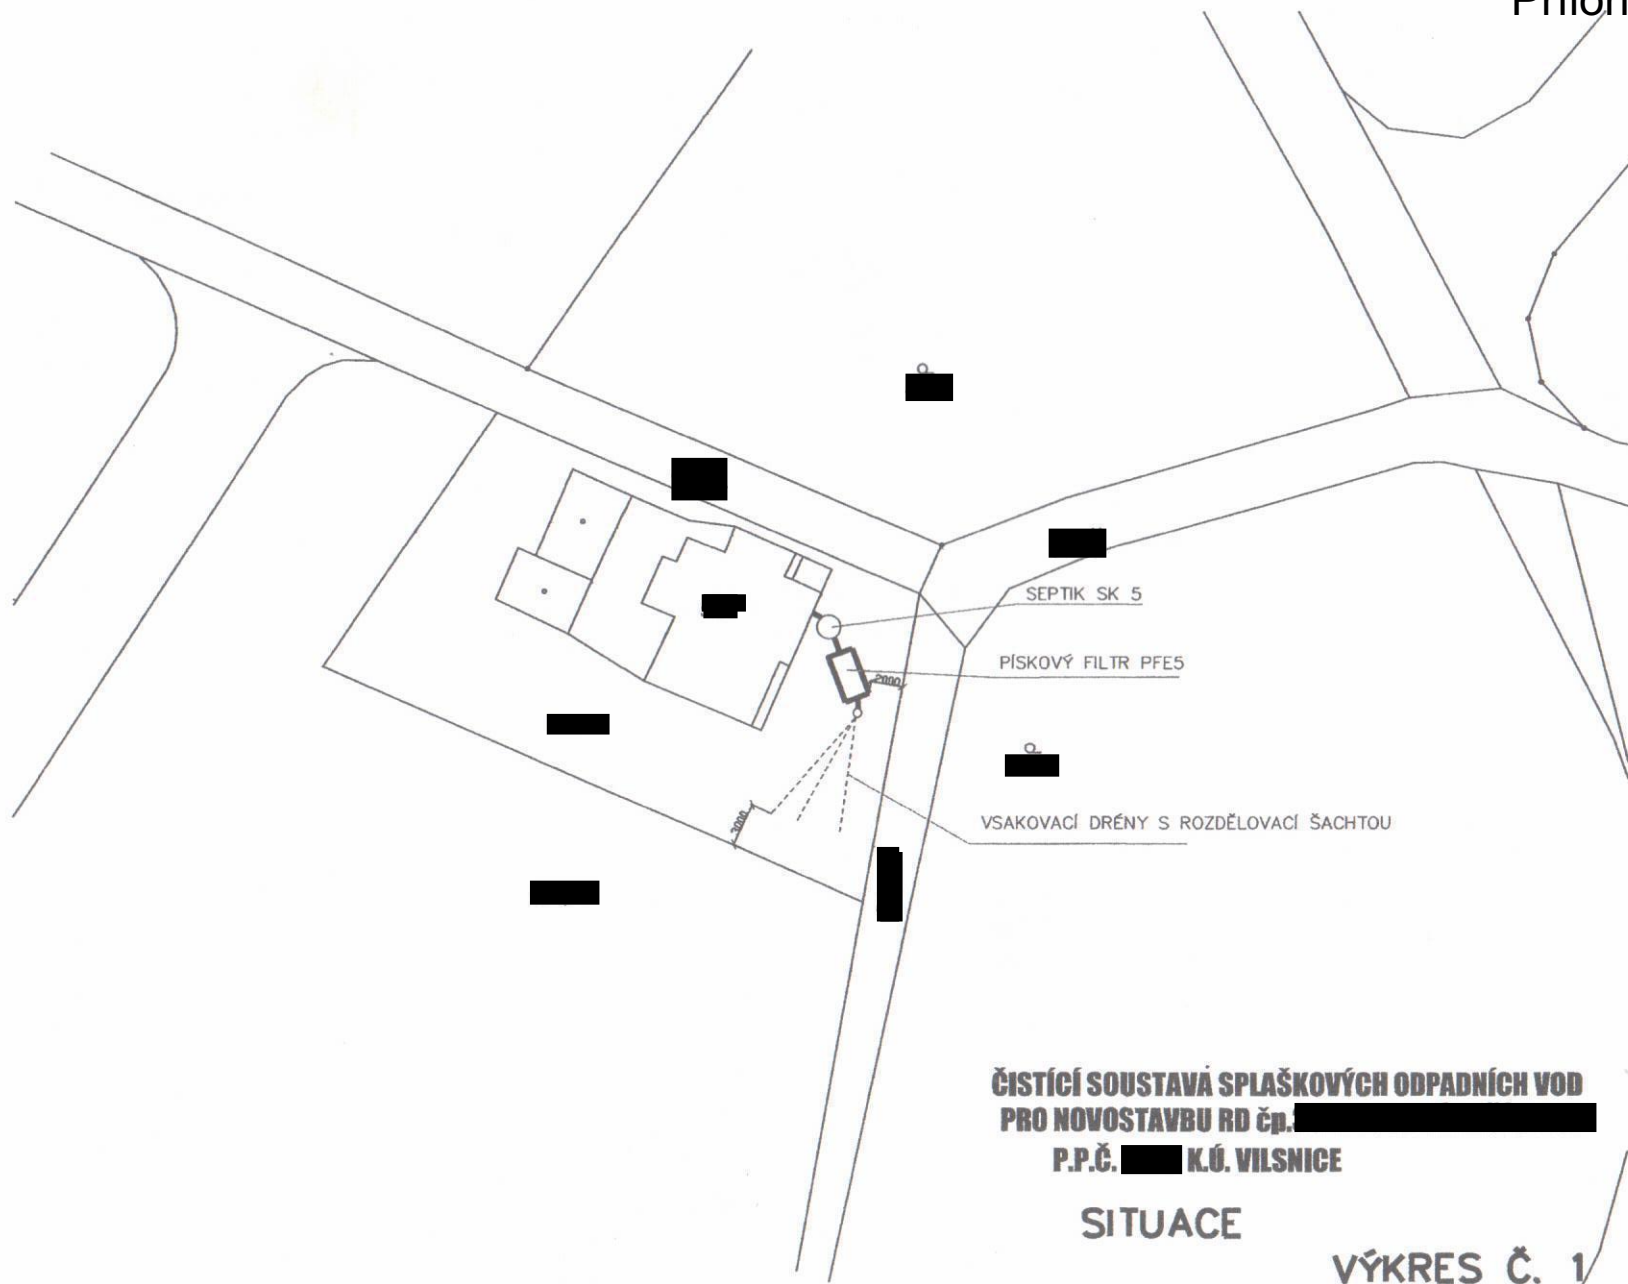 SEPTIK SK 5
PÍSKOVÝ FILTR PFE5
2000
3000
VSAKOVACÍ DRÉNY S ROZDĚLOVACÍ ŠACHTOU
ČISTÍCÍ SOUSTAVA SPLAŠKOVÝCH ODPADNÍCH VOD
PRO NOVOSTAVBU RD čp.
P.P.Č. K.Ú. VILSNICE
SITUACE
VÝKRES Č. 1